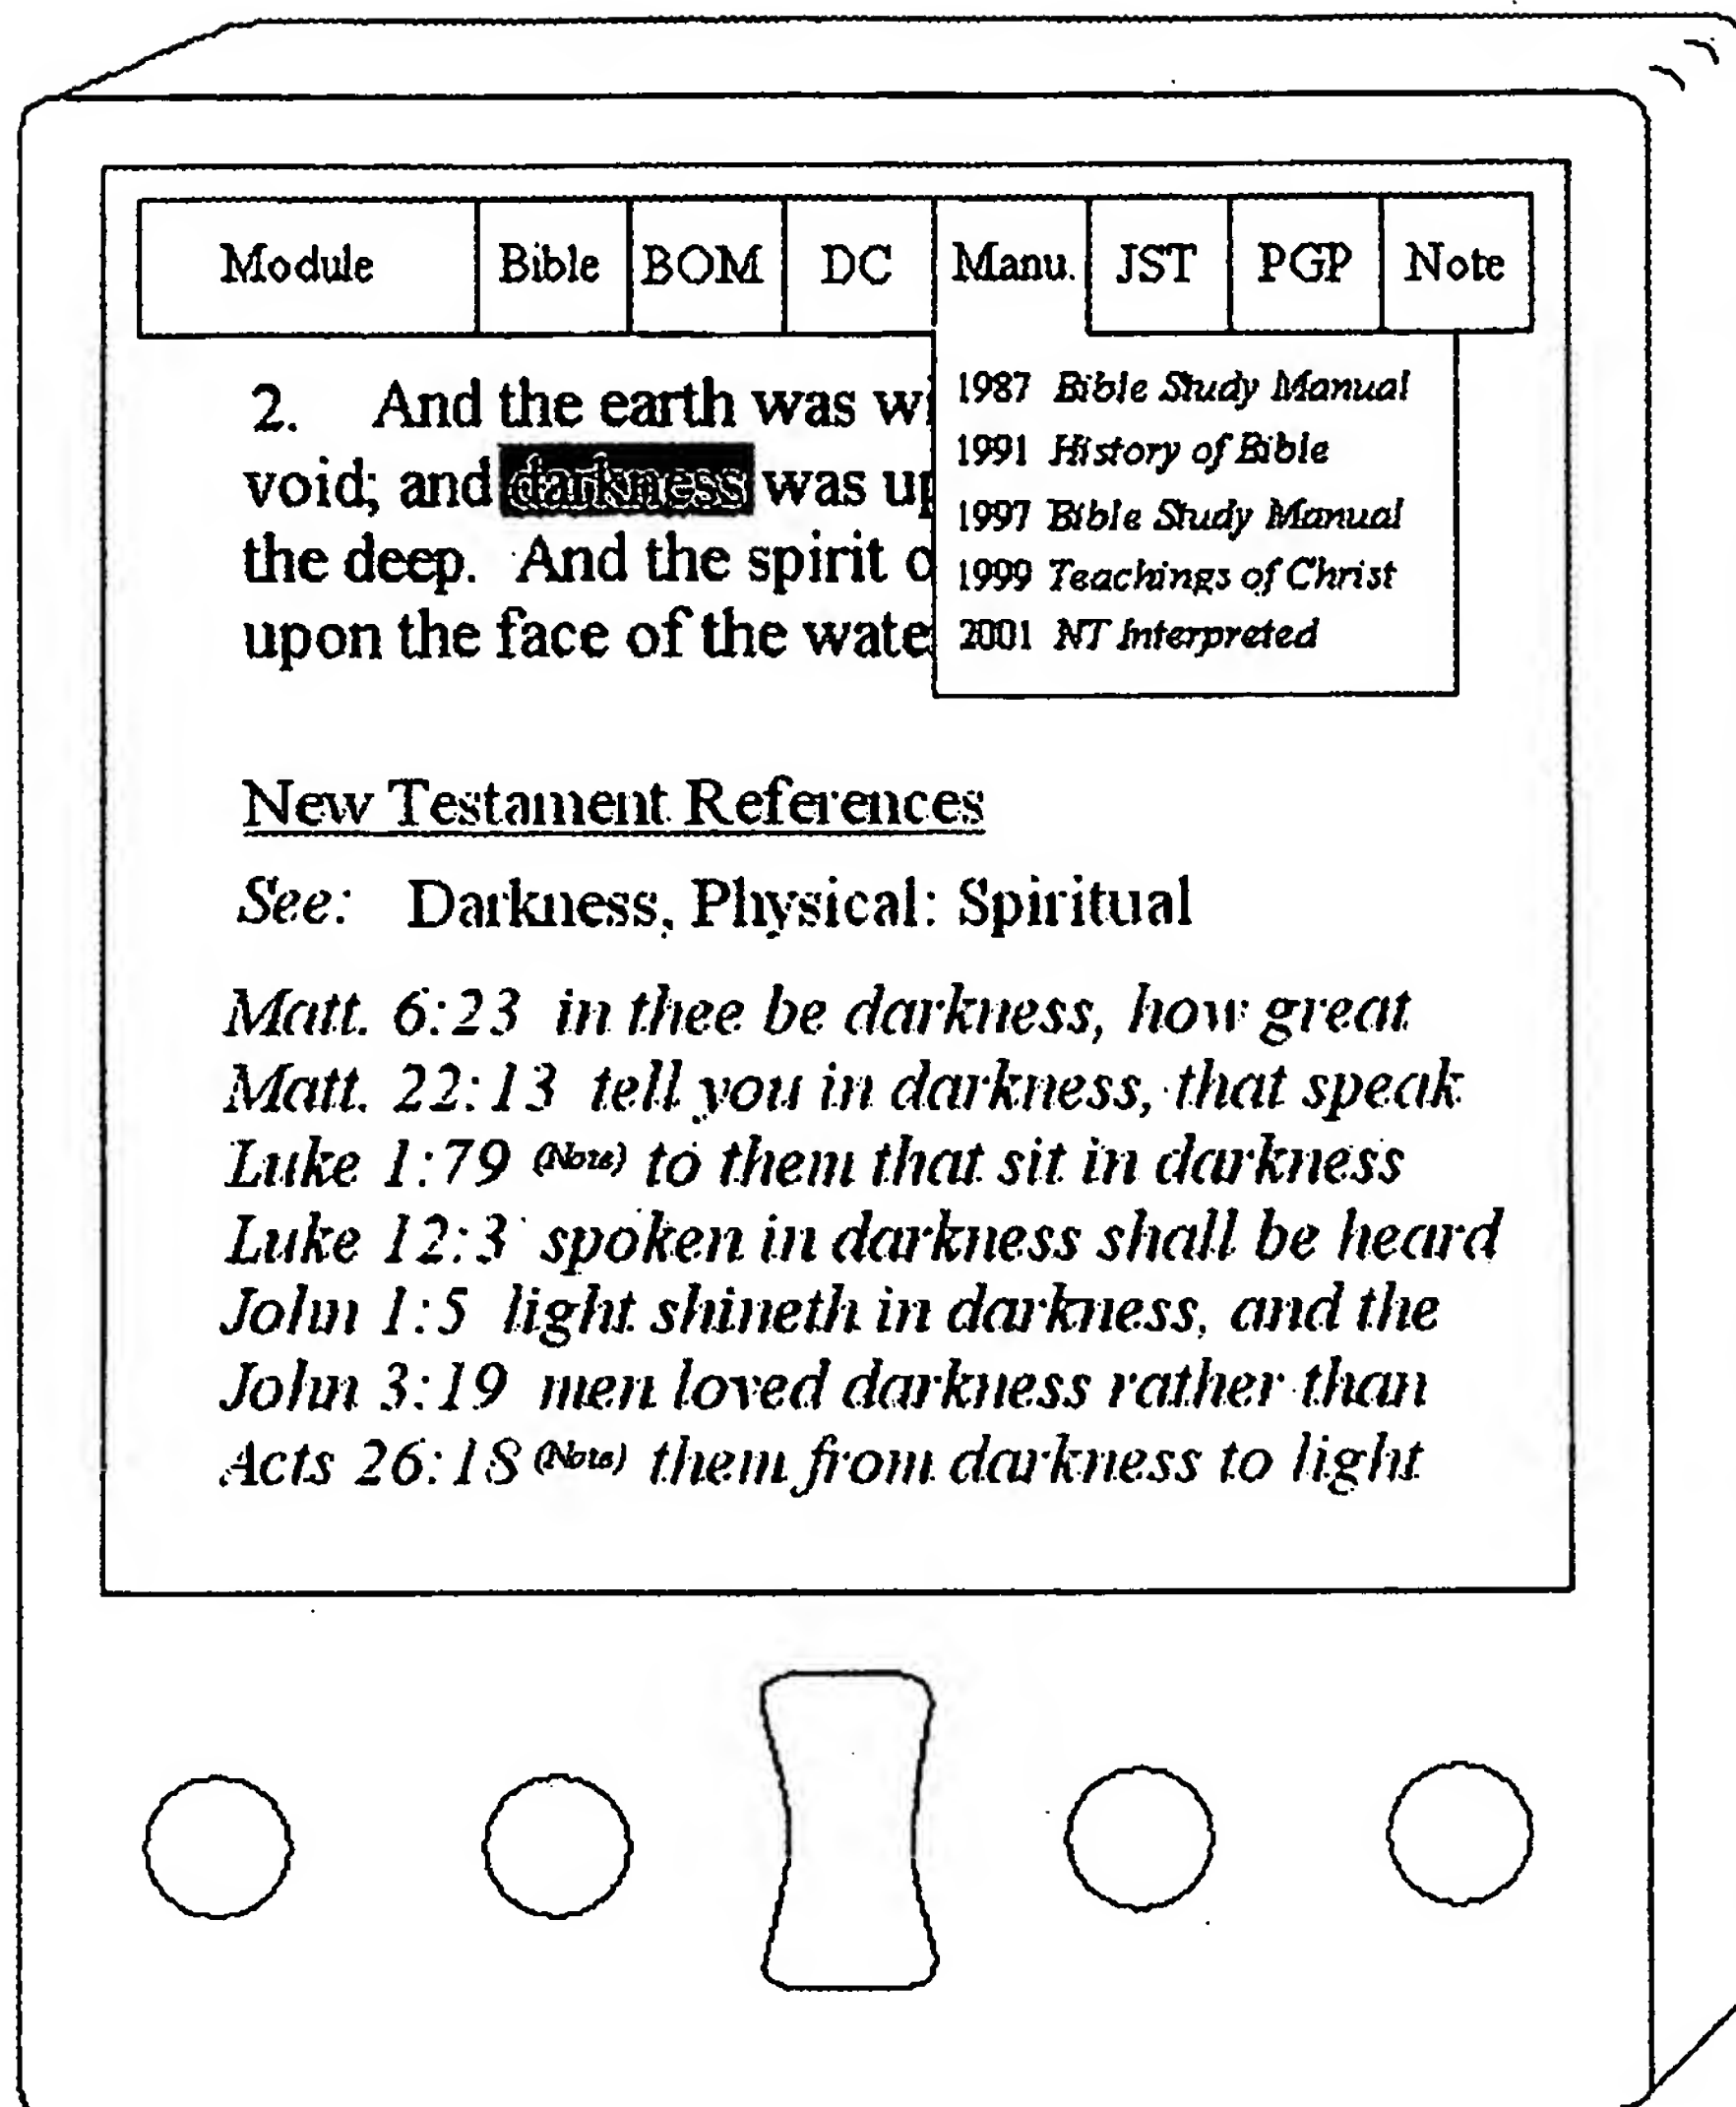 Module Bible BOM DC Manu. JST PGP Note
2. And the earth was wi
void; and darkness was up
the deep. And the spirit o
upon the face of the wate
1987 Bible Study Manual
1991 History of Bible
1997 Bible Study Manual
1999 Teachings of Christ
2001 NT Interpreted
New Testament References
See: Darkness, Physical: Spiritual
Matt. 6:23 in thee be darkness, how great
Matt. 22:13 tell you in darkness, that speak
Luke 1:79 (Note) to them that sit in darkness
Luke 12:3 spoken in darkness shall be heard
John 1:5 light shineth in darkness, and the
John 3:19 men loved darkness rather than
Acts 26:18 (Note) them from darkness to light